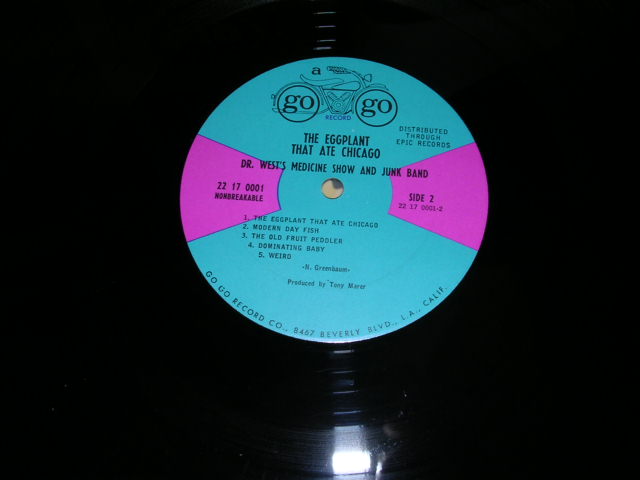 a
go go
RECORD
THE EGGPLANT
THAT ATE CHICAGO
DISTRIBUTED
THROUGH
EPIC RECORDS
DR. WEST'S MEDICINE SHOW AND JUNK BAND
22 17 0001
NONBREAKABLE
SIDE 2
22 17 0001-2
1. THE EGGPLANT THAT ATE CHICAGO
2. MODERN DAY FISH
3. THE OLD FRUIT PEDDLER
4. DOMINATING BABY
5. WEIRD
-N. Greenbaum-
Produced by Tony Marer
GO GO RECORD CO., 8467 BEVERLY BLVD., L.A., CALIF.